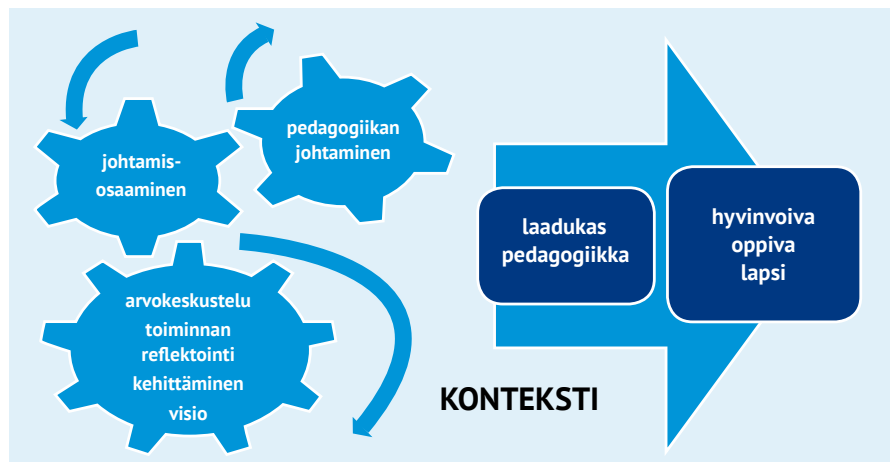 johtamis-
osaaminen
pedagogiikan
johtaminen
arvokeskustelu
toiminnan
reflektointi
kehittäminen
visio
laadukas
pedagogiikka
hyvinvoiva
oppiva
lapsi
KONTEKSTI